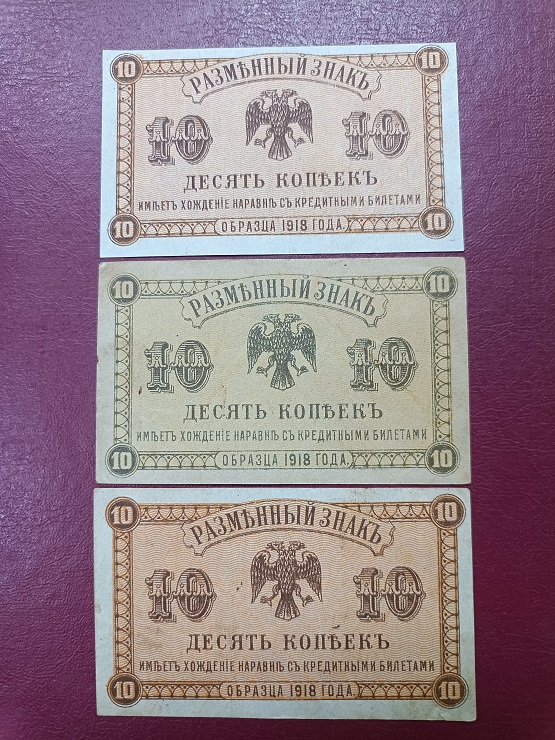 10 РАЗМѢННЫЙ ЗНАКЪ 10
10 10
ДЕСЯТЬ КОПѢЕКЪ
ИМѢЕТЪ ХОЖДЕНІЕ НАРАВНѢ СЪ КРЕДИТНЫМИ БИЛЕТАМИ
10 ОБРАЗЦА 1918 ГОДА. 10
10 РАЗМѢННЫЙ ЗНАКЪ 10
10 10
ДЕСЯТЬ КОПѢЕКЪ
ИМѢЕТЪ ХОЖДЕНІЕ НАРАВНѢ СЪ КРЕДИТНЫМИ БИЛЕТАМИ
10 ОБРАЗЦА 1918 ГОДА. 10
10 РАЗМѢННЫЙ ЗНАКЪ 10
10 10
ДЕСЯТЬ КОПѢЕКЪ
ИМѢЕТЪ ХОЖДЕНІЕ НАРАВНѢ СЪ КРЕДИТНЫМИ БИЛЕТАМИ
10 ОБРАЗЦА 1918 ГОДА. 10